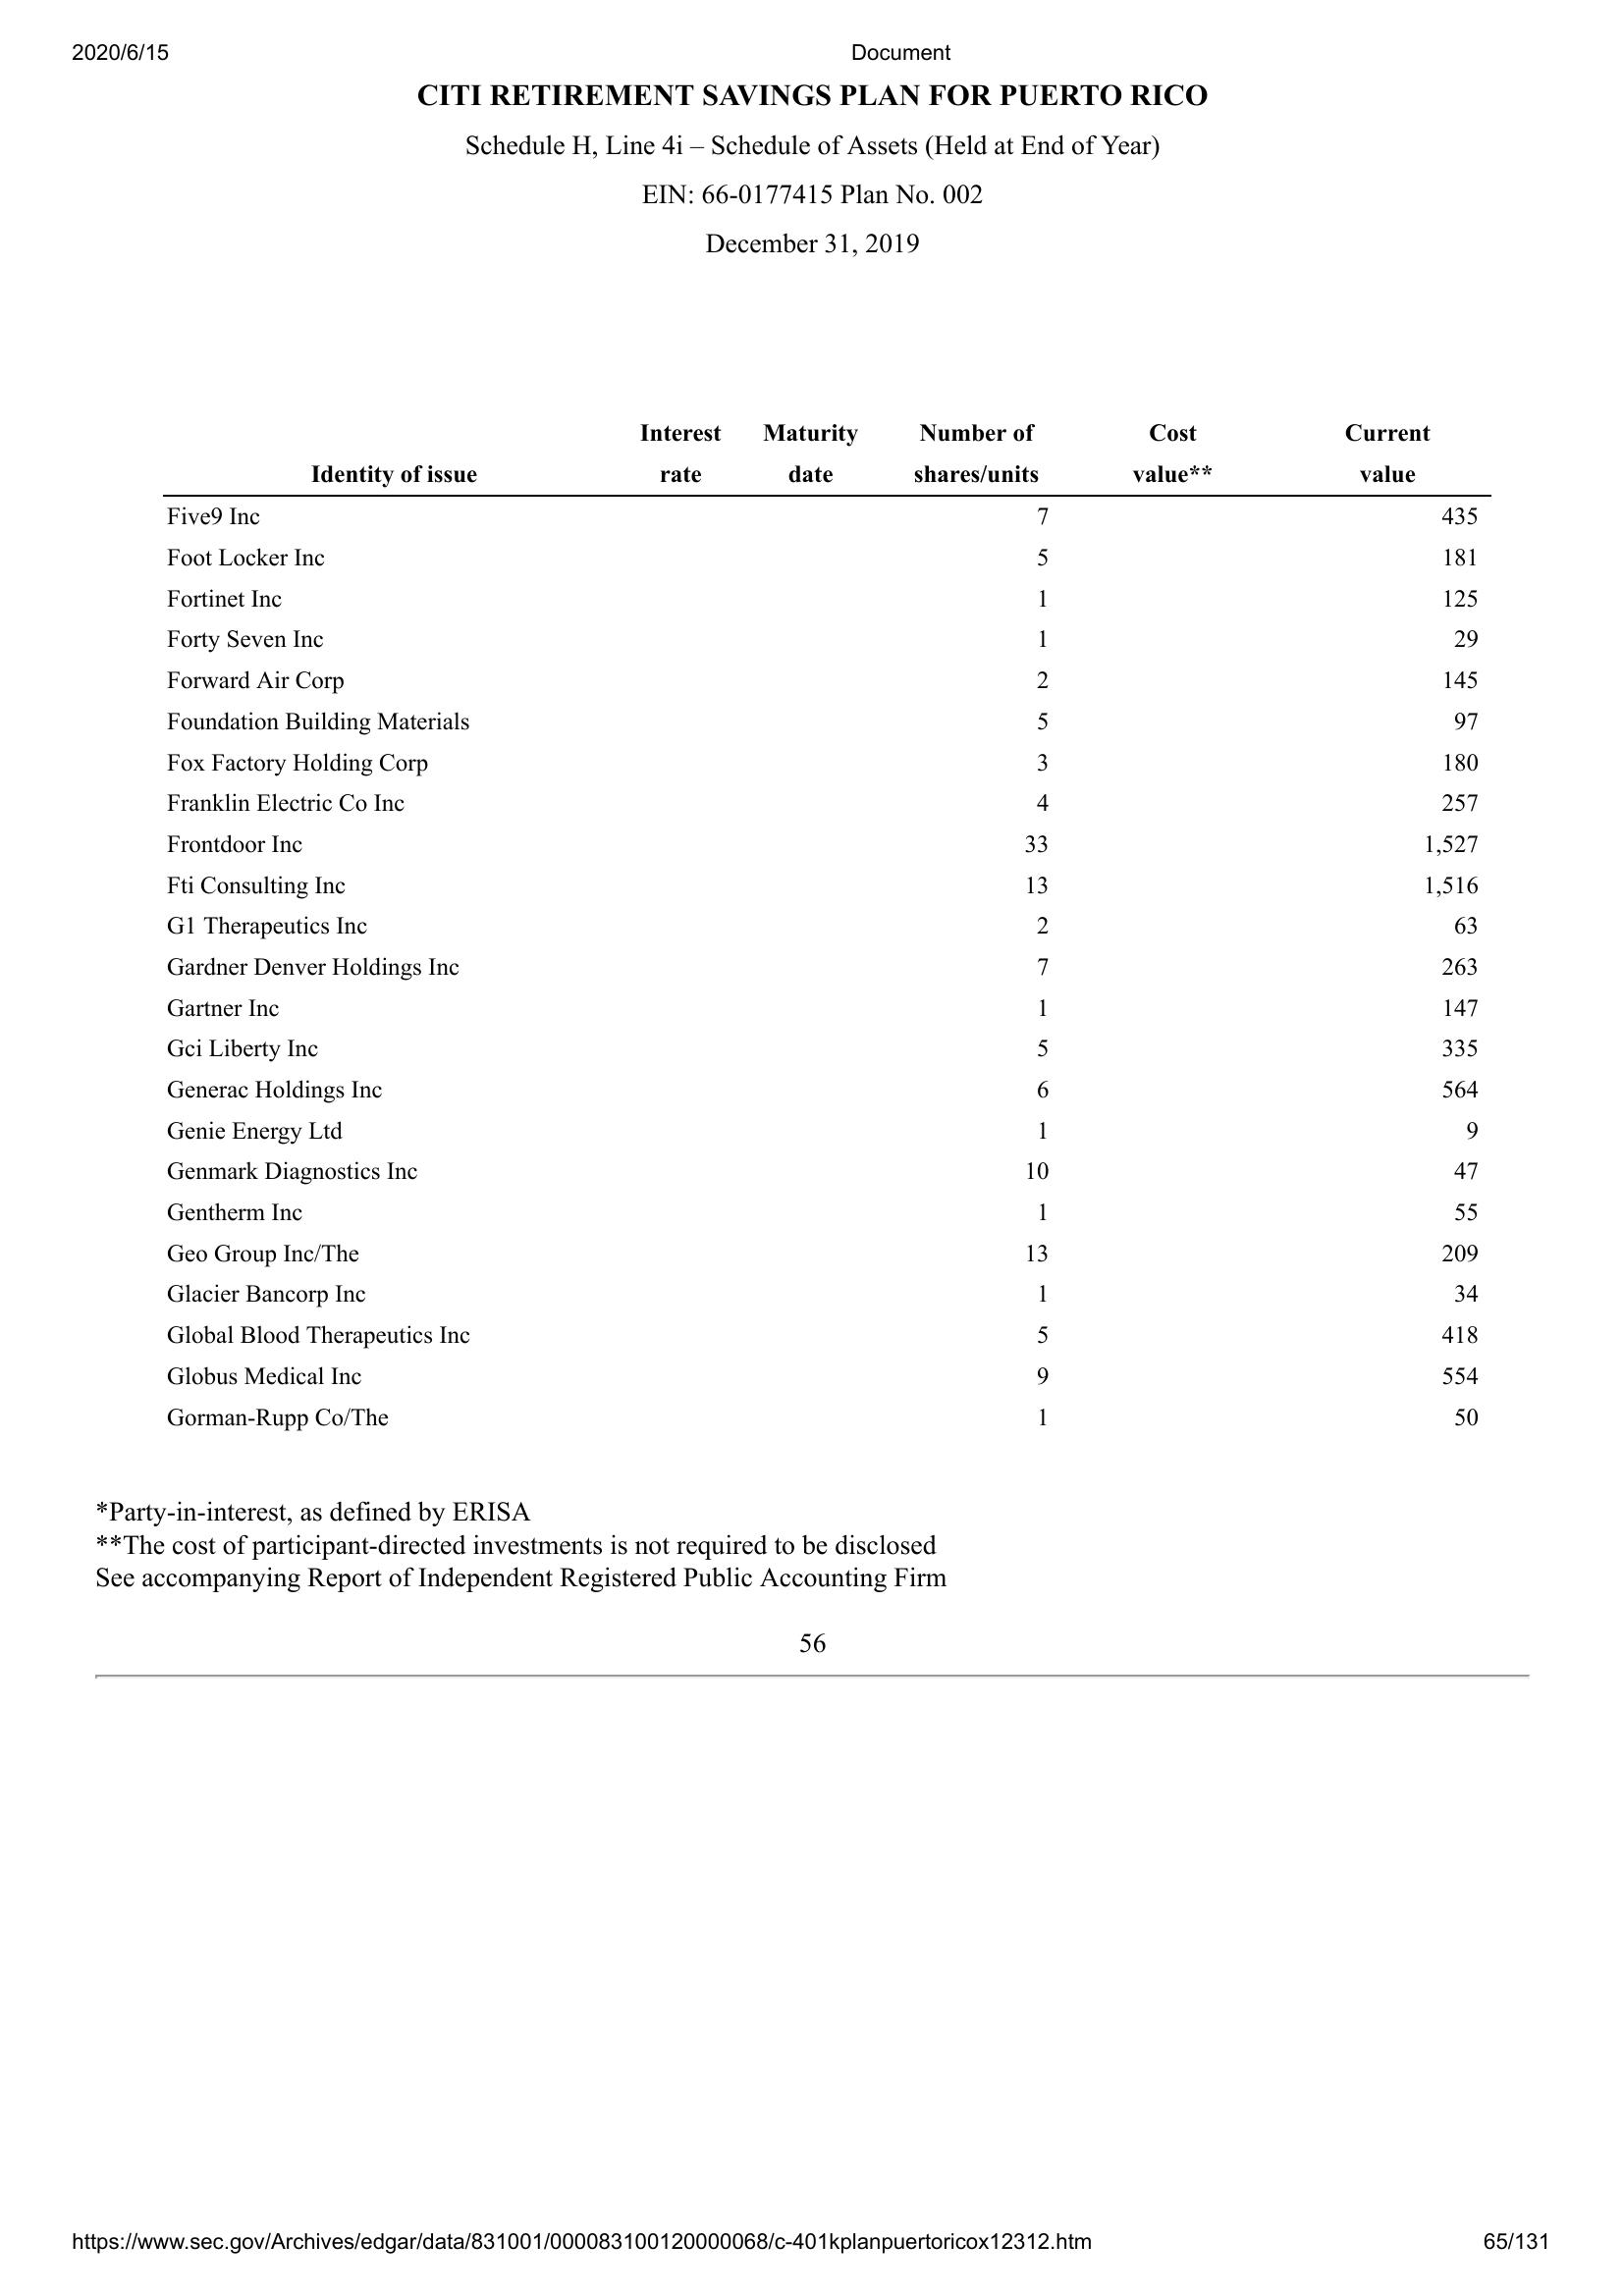 2020/6/15 Document
CITI RETIREMENT SAVINGS PLAN FOR PUERTO RICO
Schedule H, Line 4i – Schedule of Assets (Held at End of Year)
EIN: 66-0177415 Plan No. 002
December 31, 2019
Interest Maturity Number of Cost Current
Identity of issue rate date shares/units value** value
Five9 Inc 7 435
Foot Locker Inc 5 181
Fortinet Inc 1 125
Forty Seven Inc 1 29
Forward Air Corp 2 145
Foundation Building Materials 5 97
Fox Factory Holding Corp 3 180
Franklin Electric Co Inc 4 257
Frontdoor Inc 33 1,527
Fti Consulting Inc 13 1,516
G1 Therapeutics Inc 2 63
Gardner Denver Holdings Inc 7 263
Gartner Inc 1 147
Gci Liberty Inc 5 335
Generac Holdings Inc 6 564
Genie Energy Ltd 1 9
Genmark Diagnostics Inc 10 47
Gentherm Inc 1 55
Geo Group Inc/The 13 209
Glacier Bancorp Inc 1 34
Global Blood Therapeutics Inc 5 418
Globus Medical Inc 9 554
Gorman-Rupp Co/The 1 50
*Party-in-interest, as defined by ERISA
**The cost of participant-directed investments is not required to be disclosed
See accompanying Report of Independent Registered Public Accounting Firm
56
https://www.sec.gov/Archives/edgar/data/831001/000083100120000068/c-401kplanpuertoricox12312.htm 65/131